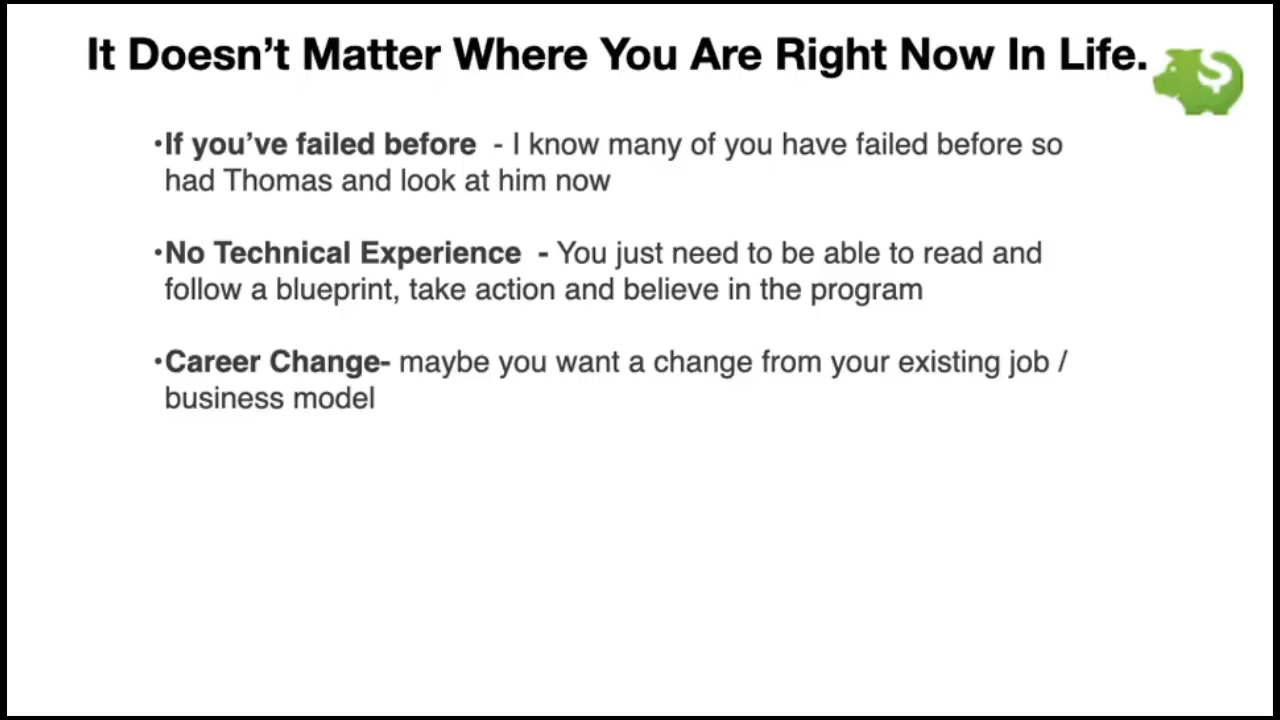 It Doesn’t Matter Where You Are Right Now In Life.
$
•If you’ve failed before - I know many of you have failed before so
had Thomas and look at him now
•No Technical Experience - You just need to be able to read and
follow a blueprint, take action and believe in the program
•Career Change- maybe you want a change from your existing job /
business model